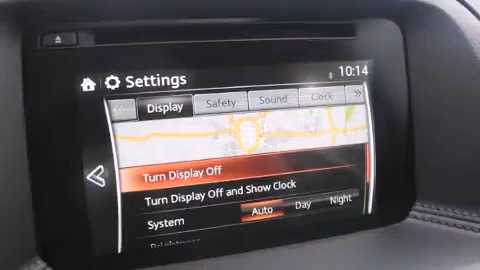 Settings
10:14
Display Safety Sound Clock
Turn Display Off
Turn Display Off and Show Clock
System Auto Day Night
Brightness